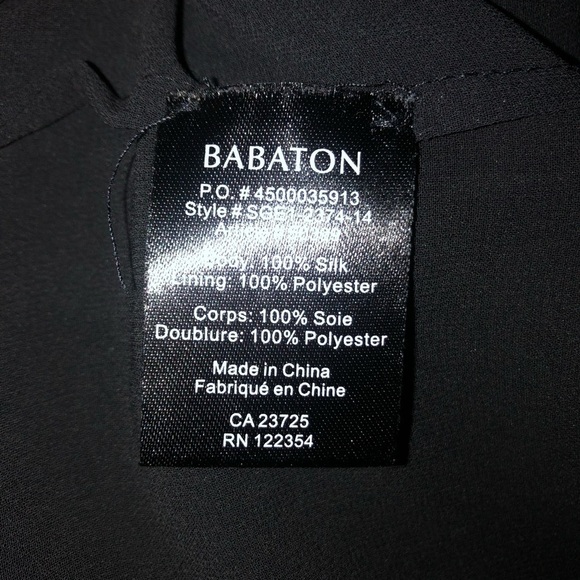 BABATON
P.O. # 4500035913
Style #
100% Silk
Lining: 100% Polyester
Corps: 100% Soie
Doublure: 100% Polyester
Made in China
Fabriqué en Chine
CA 23725
RN 122354